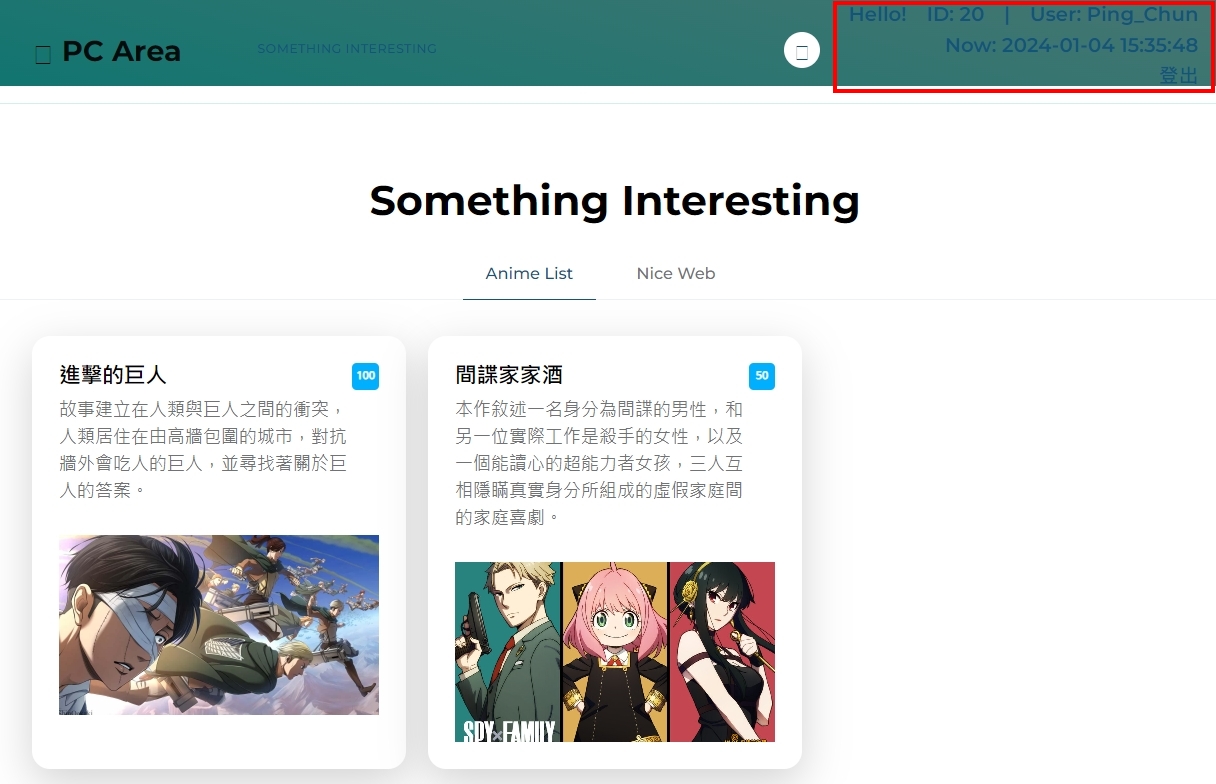 Hello! ID: 20 | User: Ping_Chun
PC Area
SOMETHING INTERESTING
Now: 2024-01-04 15:35:48
登出
Something Interesting
Anime List
Nice Web
進擊的巨人
100
故事建立在人類與巨人之間的衝突，
人類居住在由高牆包圍的城市，對抗
牆外會吃人的巨人，並尋找著關於巨
人的答案。
間諜家家酒
50
本作敘述一名身分為間諜的男性，和
另一位實際工作是殺手的女性，以及
一個能讀心的超能力者女孩，三人互
相隱瞞真實身分所組成的虛假家庭間
的家庭喜劇。
SPY×FAMILY